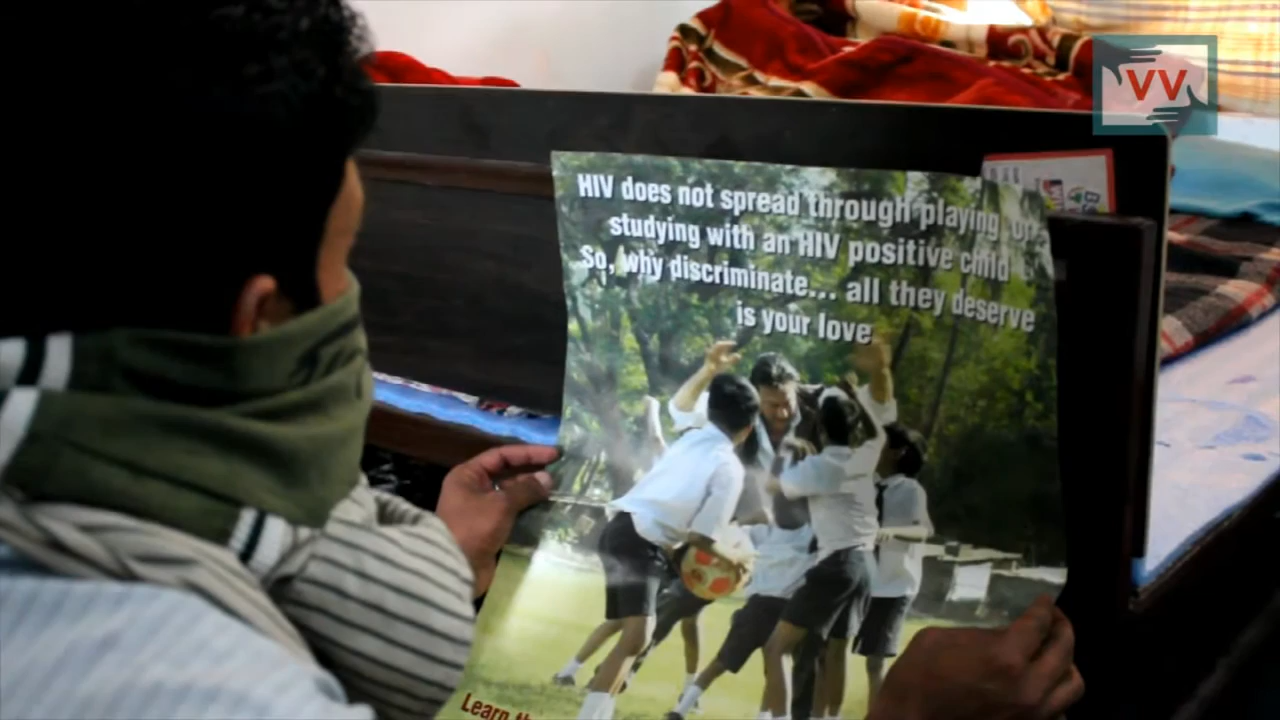 VV
HIV does not spread through playing or
studying with an HIV positive child
So, why discriminate... all they deserve
is your love
Learn